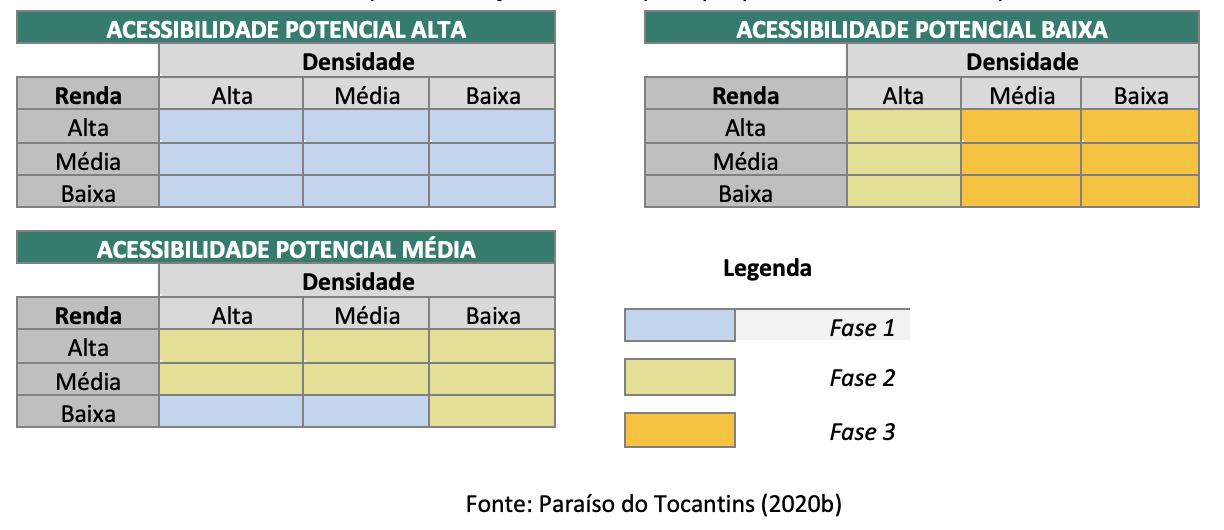 ACESSIBILIDADE POTENCIAL ALTA
Densidade
Renda Alta Média Baixa
Alta
Média
Baixa
ACESSIBILIDADE POTENCIAL BAIXA
Densidade
Renda Alta Média Baixa
Alta
Média
Baixa
ACESSIBILIDADE POTENCIAL MÉDIA
Densidade
Renda Alta Média Baixa
Alta
Média
Baixa
Legenda
Fase 1
Fase 2
Fase 3
Fonte: Paraíso do Tocantins (2020b)